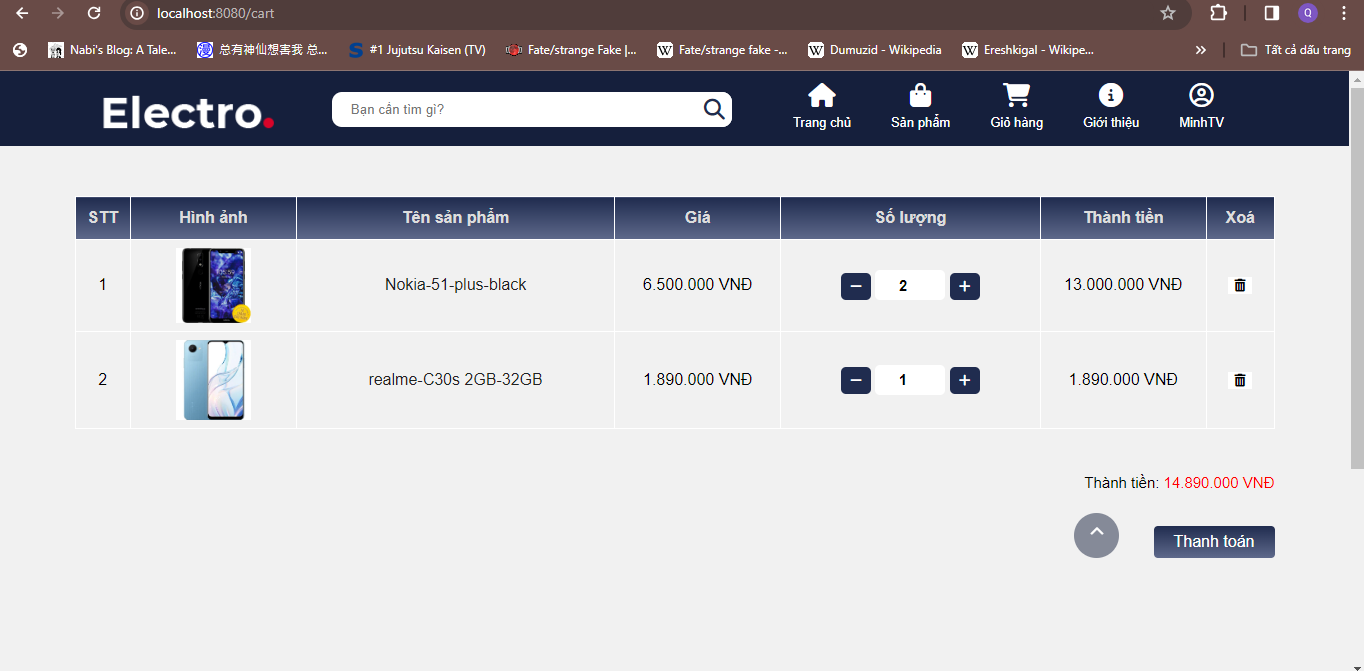 localhost:8080/cart
Q
Nabi's Blog: A Tale...
总有神仙想害我 总...
#1 Jujutsu Kaisen (TV)
Fate/strange Fake |...
Fate/strange fake -...
Dumuzid - Wikipedia
Ereshkigal - Wikipe...
Tất cả dấu trang
Electro.
Bạn cần tìm gì?
Trang chủ
Sản phẩm
Giỏ hàng
Giới thiệu
MinhTV
STT Hình ảnh Tên sản phẩm Giá Số lượng Thành tiền Xoá
1 Nokia-51-plus-black 6.500.000 VNĐ 2 13.000.000 VNĐ
2 realme-C30s 2GB-32GB 1.890.000 VNĐ 1 1.890.000 VNĐ
Thành tiền: 14.890.000 VNĐ
Thanh toán